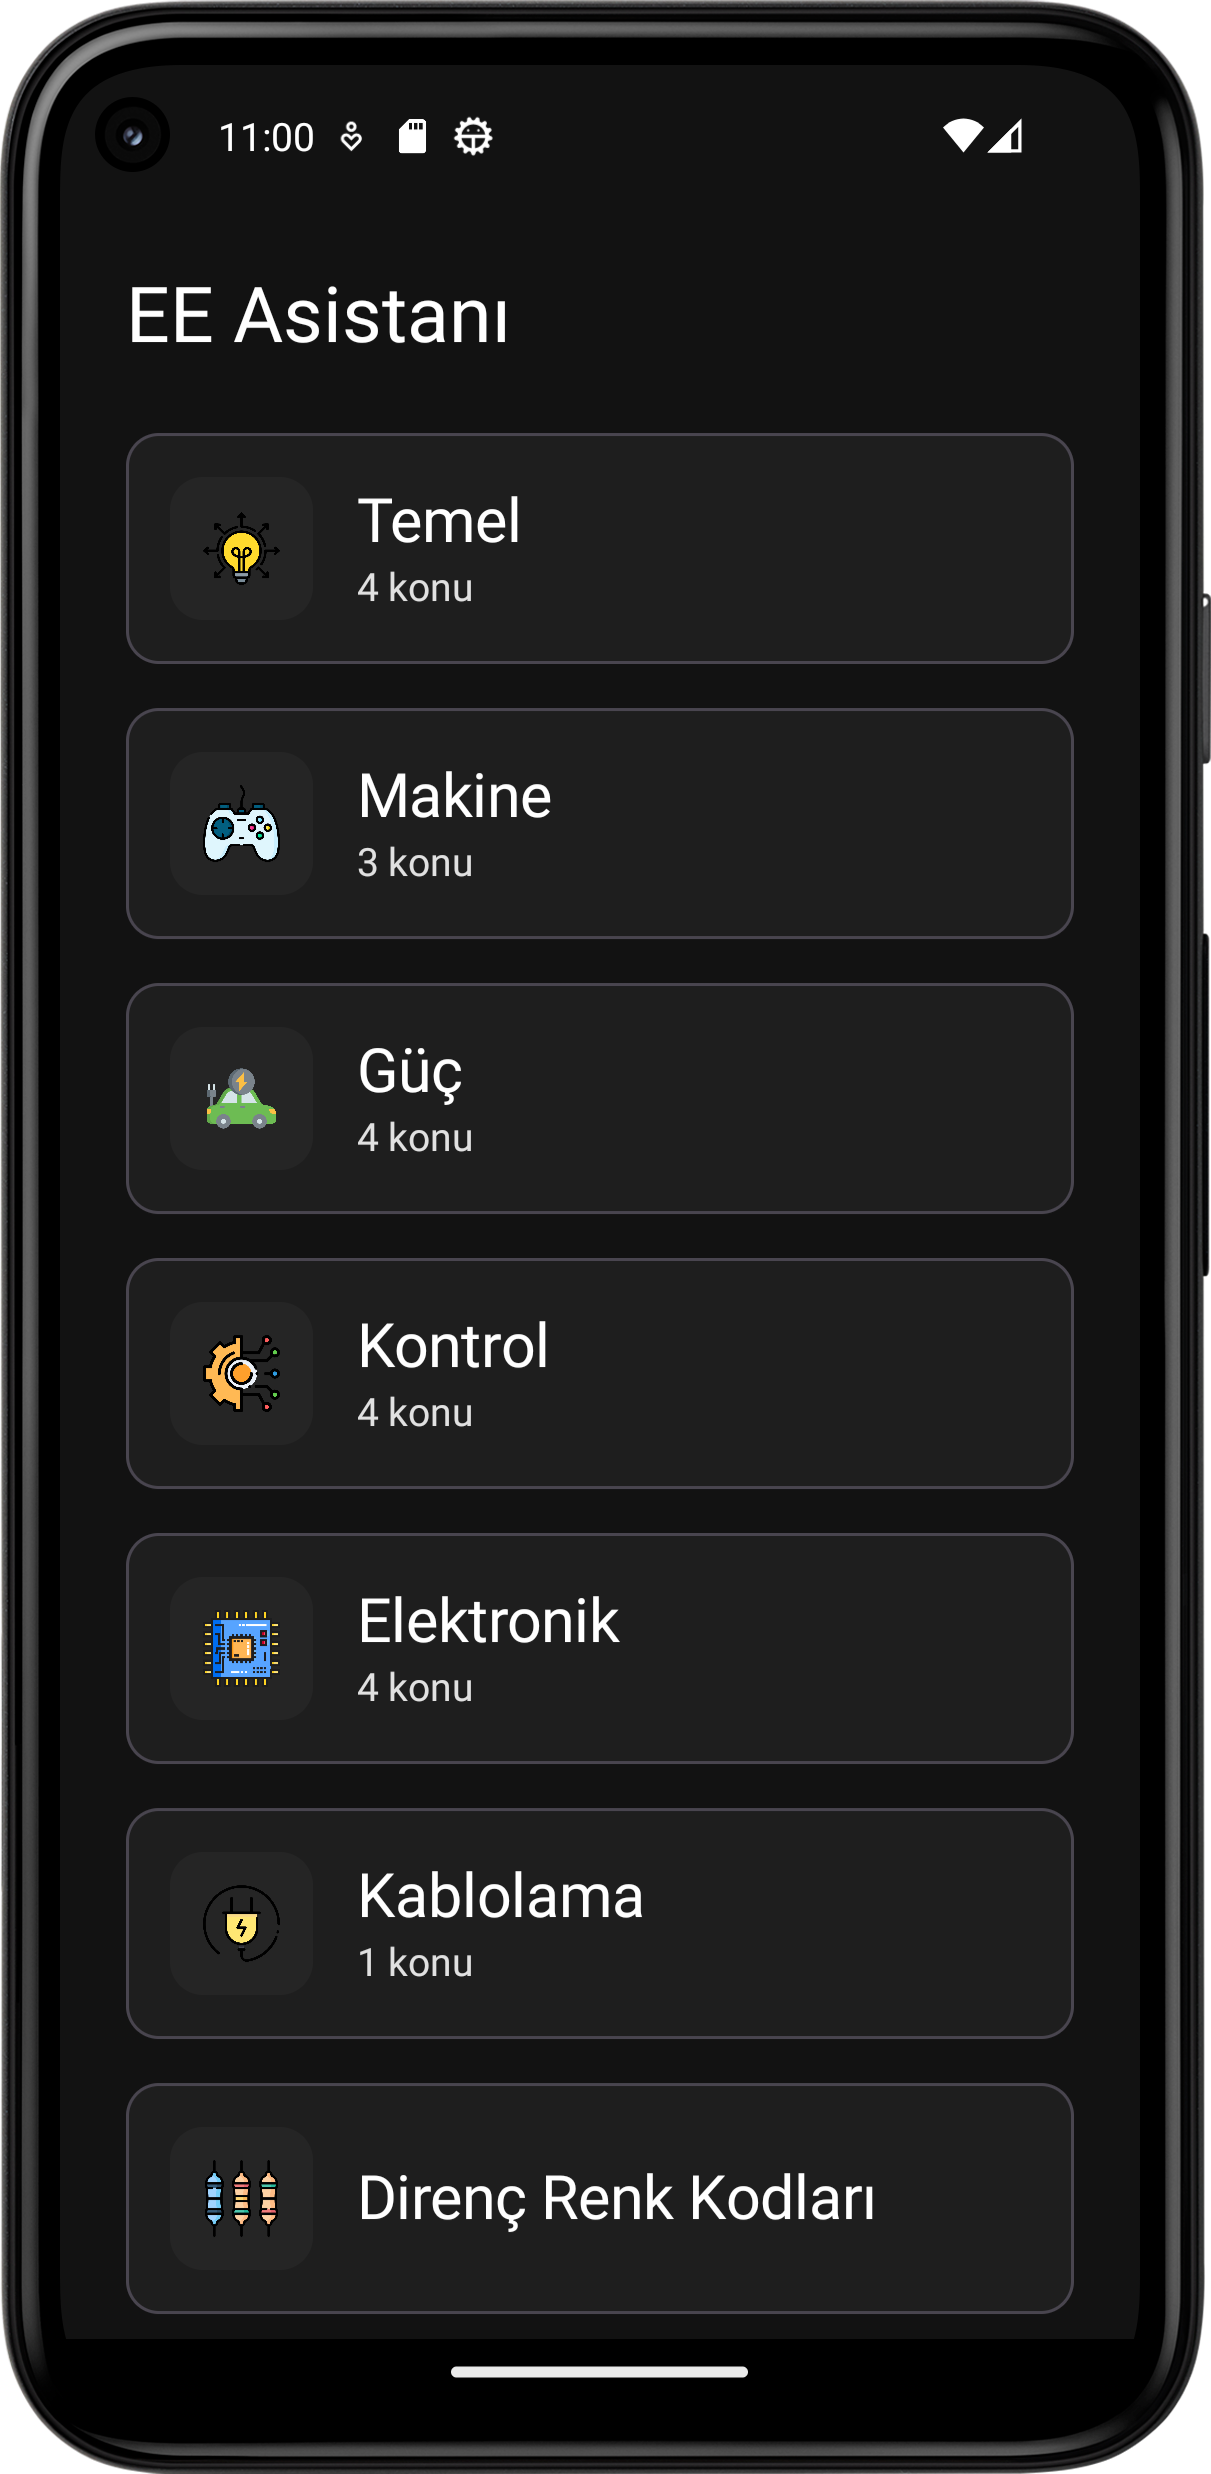 11:00
EE Asistanı
Temel
4 konu
Makine
3 konu
Güç
4 konu
Kontrol
4 konu
Elektronik
4 konu
Kablolama
1 konu
Direnç Renk Kodları